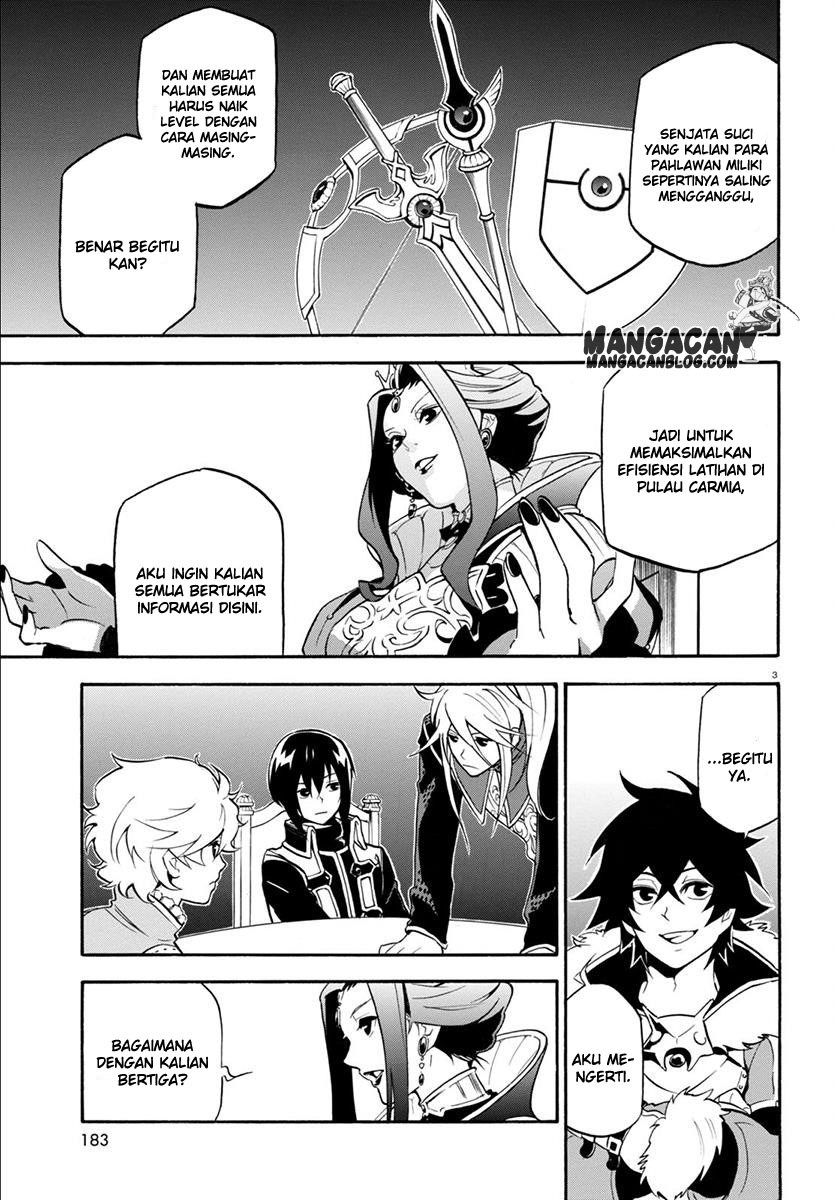 SENJATA SUCI
YANG KALIAN PARA
PAHLAWAN MILIKI
SEPERTINYA SALING
MENGGANGGU,
DAN MEMBUAT
KALIAN SEMUA
HARUS NAIK
LEVEL DENGAN
CARA MASING-
MASING.
BENAR BEGITU
KAN?
MANGACAN
MANGACANBLOG.COM
JADI UNTUK
MEMAKSIMALKAN
EFISIENSI LATIHAN DI
PULAU CARMIA,
AKU INGIN KALIAN
SEMUA BERTUKAR
INFORMASI DISINI.
3
...BEGITU
YA.
AKU ME-
NGERTI.
BAGAIMANA
DENGAN KALIAN
BERTIGA?
183